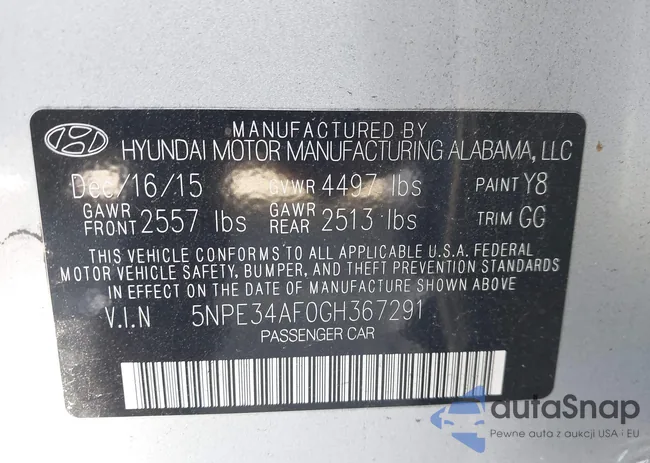 MANUFACTURED BY
HYUNDAI MOTOR MANUFACTURING ALABAMA, LLC
Dec/16/15 GVWR 4497 lbs PAINT Y8
GAWR FRONT 2557 lbs GAWR REAR 2513 lbs TRIM GG
THIS VEHICLE CONFORMS TO ALL APPLICABLE U.S.A. FEDERAL
MOTOR VEHICLE SAFETY, BUMPER, AND THEFT PREVENTION STANDARDS
IN EFFECT ON THE DATE OF MANUFACTURE SHOWN ABOVE
V.I.N 5NPE34AF0GH367291
PASSENGER CAR
autaSnap
Pewne auta z aukcji USA i EU